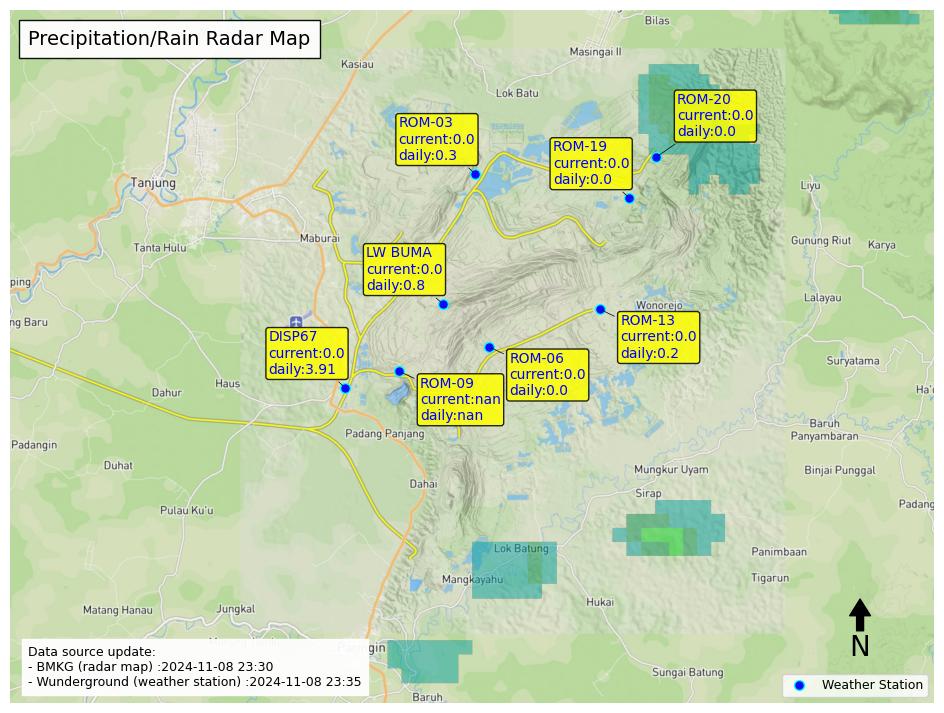 Precipitation/Rain Radar Map
Bilas
Masingai II
Kasiau
Lok Batu
ROM-20
current:0.0
daily:0.0
ROM-03
current:0.0
daily:0.3
ROM-19
current:0.0
daily:0.0
Tanjung
Liyu
Maburai
Tanta Hulu
Gunung Riut
Karya
LW BUMA
current:0.0
daily:0.8
ping
Lalayau
Wonorejo
ng Baru
ROM-13
current:0.0
daily:0.2
DISP67
current:0.0
daily:3.91
ROM-06
current:0.0
daily:0.0
Suryatama
Haus
ROM-09
current:nan
daily:nan
Dahur
Ha'o
Baruh
Panyambaran
Padang Panjang
Padangin
Duhat
Mungkur Uyam
Binjai Punggal
Dahai
Sirap
Padang
Pulau Ku'u
Lok Batung
Panimbaan
Mangkayahu
Tigarun
Hukai
Matang Hanau
Jungkal
N
Paringin
Data source update:
- BMKG (radar map) :2024-11-08 23:30
- Wunderground (weather station) :2024-11-08 23:35
Sungai Batung
Weather Station
Baruh